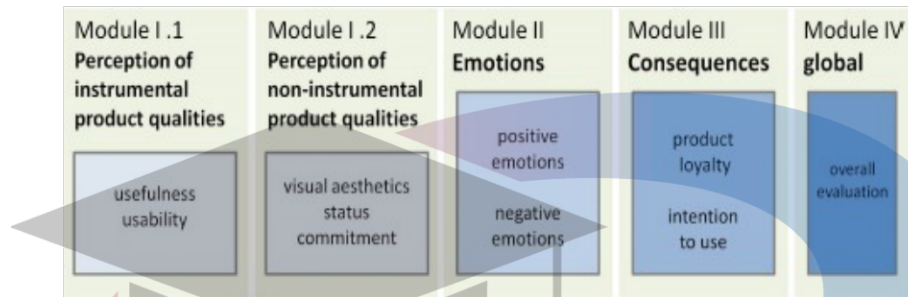 Module I .1
Perception of
instrumental
product qualities
usefulness
usability
Module I .2
Perception of
non-instrumental
product qualities
visual aesthetics
status
commitment
Module II
Emotions
positive
emotions
negative
emotions
Module III
Consequences
product
loyalty
intention
to use
Module IV
global
overall
evaluation